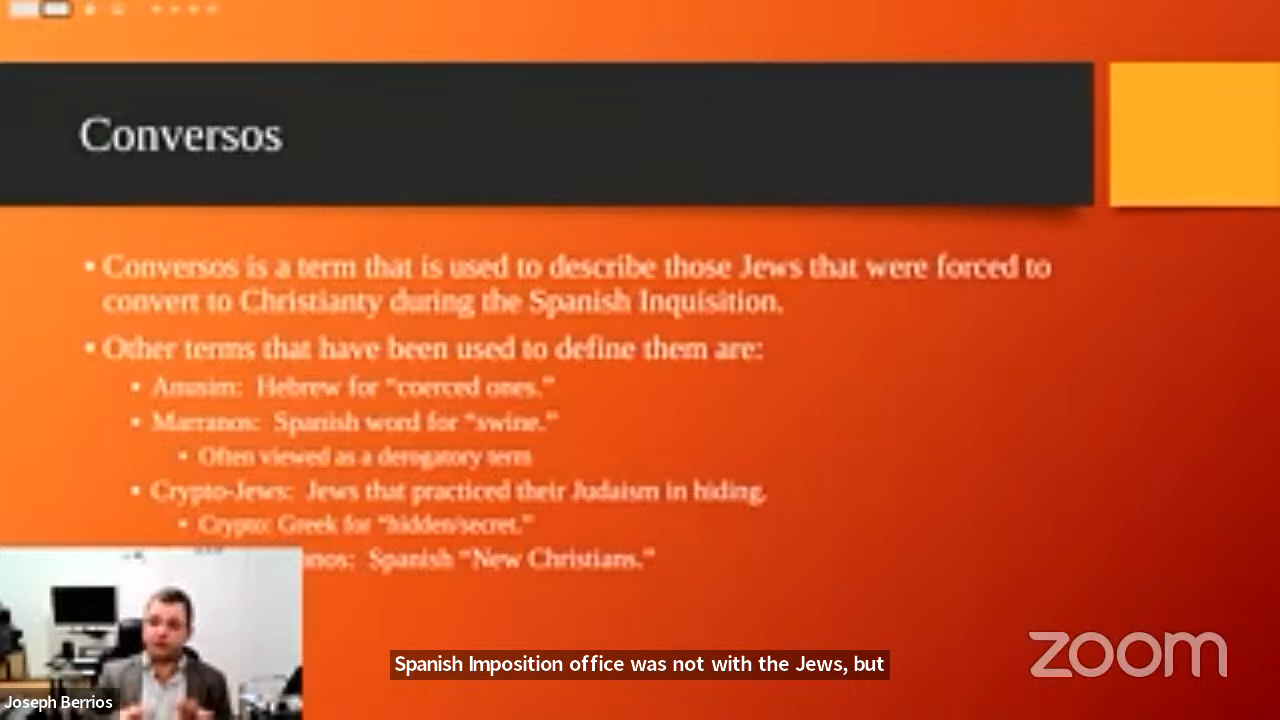 Conversos
• Conversos is a term that is used to describe those Jews that were forced to
convert to Christianty during the Spanish Inquisition.
• Other terms that have been used to define them are:
• Anusim: Hebrew for “coerced ones.”
• Marranos: Spanish word for “swine.”
• Often viewed as a derogatory term
• Crypto-Jews: Jews that practiced their Judaism in hiding.
• Crypto: Greek for “hidden/secret.”
anos: Spanish “New Christians.”
Spanish Imposition office was not with the Jews, but
zoom
Joseph Berrios